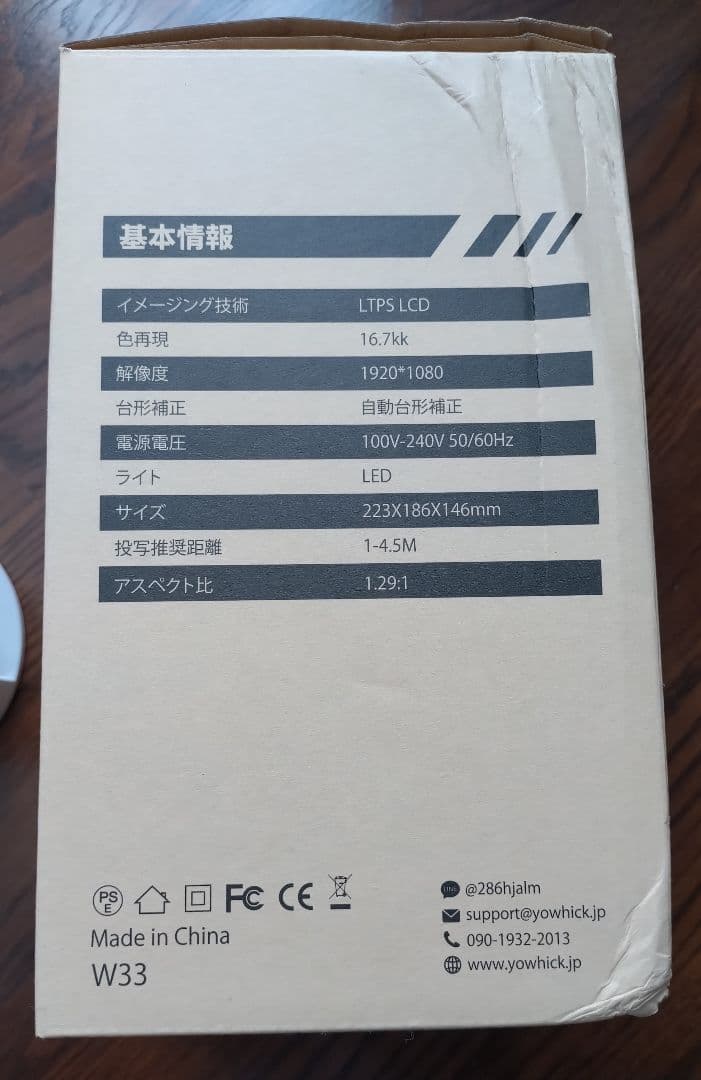 基本情報
イメージング技術 LTPS LCD
色再現 16.7kk
解像度 1920*1080
台形補正 自動台形補正
電源電圧 100V-240V 50/60Hz
ライト LED
サイズ 223X186X146mm
投写推奨距離 1-4.5M
アスペクト比 1.29:1
PS E FC CE
Made in China
W33
LINE @286hjalm
support@yowhick.jp
090-1932-2013
www.yowhick.jp